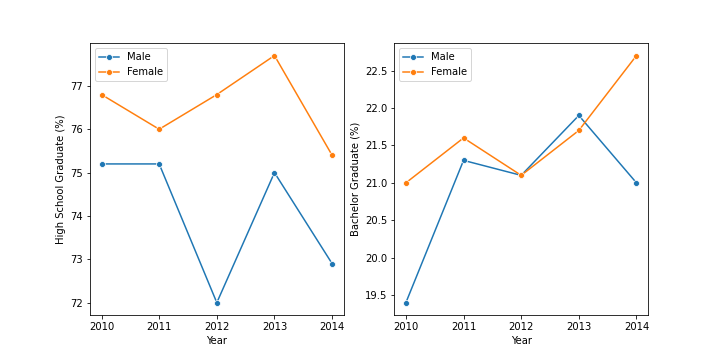 Male
Female
High School Graduate (%)
77
76
75
74
73
72
2010 2011 2012 2013 2014
Year
Male
Female
Bachelor Graduate (%)
22.5
22.0
21.5
21.0
20.5
20.0
19.5
2010 2011 2012 2013 2014
Year